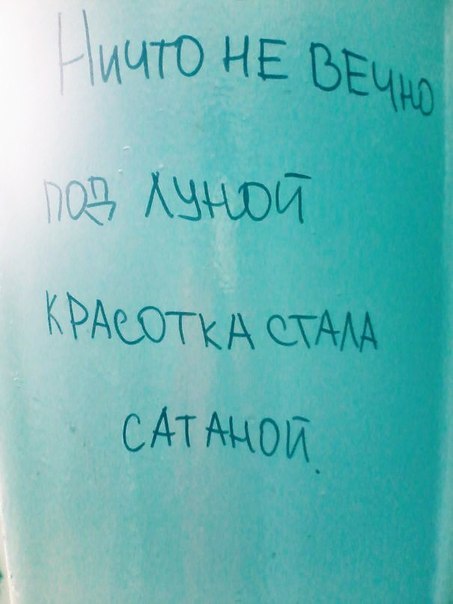 Ничто не вечно
под луной
красотка стала
сатаной.